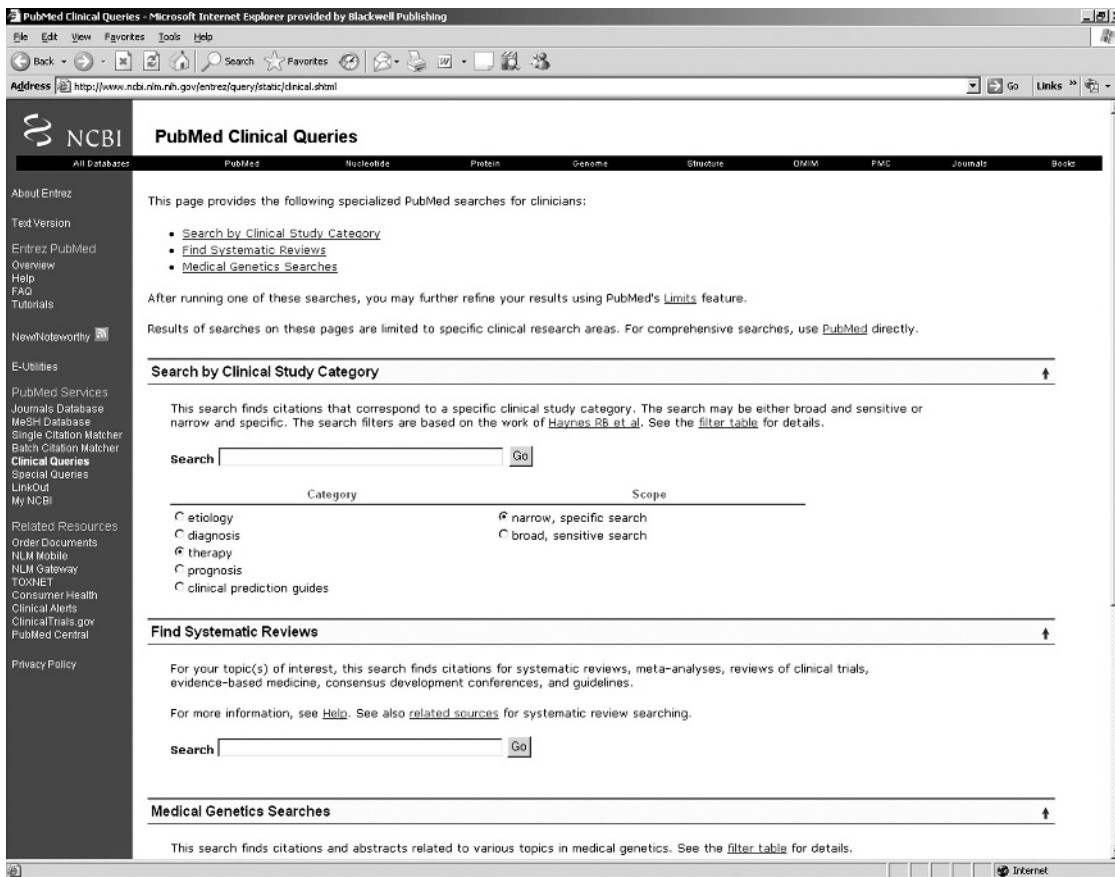 PubMed Clinical Queries - Microsoft Internet Explorer provided by Blackwell Publishing
File Edit View Favorites Tools Help
Back Search Favorites
Address http://www.ncbi.nlm.nih.gov/entrez/query/static/clinical.shtml Go Links »
NCBI
PubMed Clinical Queries
All Databases PubMed Nucleotide Protein Genome Structure OMIM PMC Journals Books
About Entrez
Text Version
Entrez PubMed
Overview
Help
FAQ
Tutorials
New/Noteworthy
E-Utilities
PubMed Services
Journals Database
MeSH Database
Single Citation Matcher
Batch Citation Matcher
Clinical Queries
Special Queries
LinkOut
My NCBI
Related Resources
Order Documents
NLM Mobile
NLM Gateway
TOXNET
Consumer Health
Clinical Alerts
ClinicalTrials.gov
PubMed Central
Privacy Policy
This page provides the following specialized PubMed searches for clinicians:
• Search by Clinical Study Category
• Find Systematic Reviews
• Medical Genetics Searches
After running one of these searches, you may further refine your results using PubMed's Limits feature.
Results of searches on these pages are limited to specific clinical research areas. For comprehensive searches, use PubMed directly.
Search by Clinical Study Category
This search finds citations that correspond to a specific clinical study category. The search may be either broad and sensitive or
narrow and specific. The search filters are based on the work of Haynes RB et al. See the filter table for details.
Search Go
Category Scope
etiology narrow, specific search
diagnosis broad, sensitive search
therapy
prognosis
clinical prediction guides
Find Systematic Reviews
For your topic(s) of interest, this search finds citations for systematic reviews, meta-analyses, reviews of clinical trials,
evidence-based medicine, consensus development conferences, and guidelines.
For more information, see Help. See also related sources for systematic review searching.
Search Go
Medical Genetics Searches
This search finds citations and abstracts related to various topics in medical genetics. See the filter table for details.
Internet